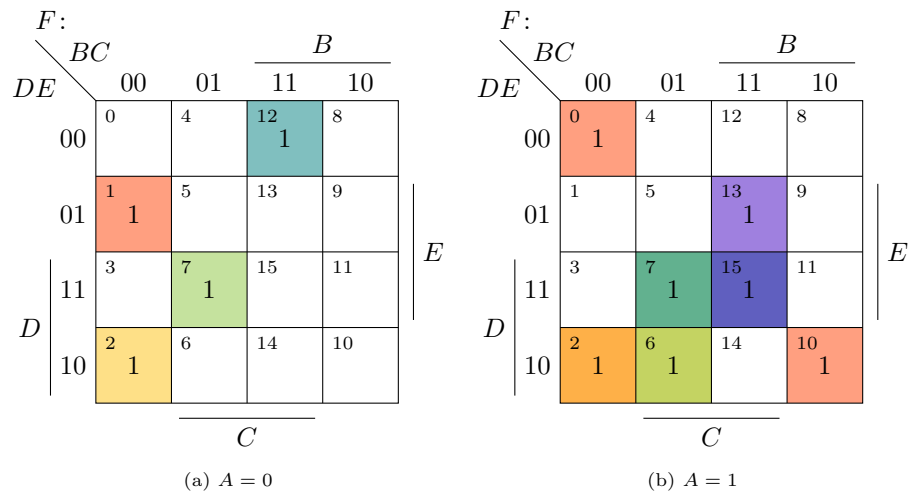 F: F:
BC B BC B
DE 00 01 11 10 DE 00 01 11 10
00 0 4 12 1 8 00 0 1 4 12 8
01 1 1 5 13 9 01 1 5 13 1 9
E E
11 3 7 1 15 11 11 3 7 1 15 1 11
D D
10 2 1 6 14 10 10 2 1 6 1 14 10 1
C C
(a) A = 0 (b) A = 1